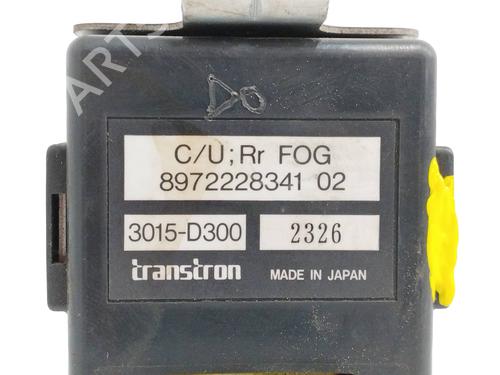 C/U; Rr FOG
8972228341 02
3015-D300 2326
transtron MADE IN JAPAN